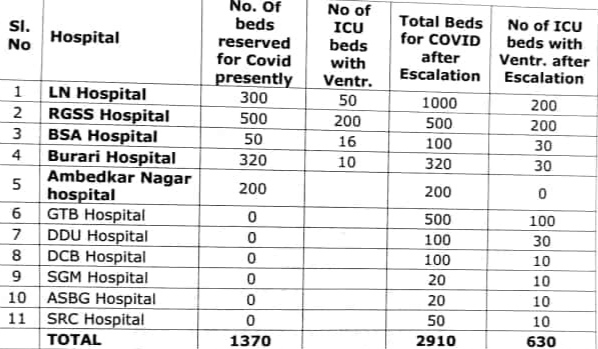 Sl. No | Hospital | No. Of beds reserved for Covid presently | No of ICU beds with Ventr. | Total Beds for COVID after Escalation | No of ICU beds with Ventr. after Escalation
1 | LN Hospital | 300 | 50 | 1000 | 200
2 | RGSS Hospital | 500 | 200 | 500 | 200
3 | BSA Hospital | 50 | 16 | 100 | 30
4 | Burari Hospital | 320 | 10 | 320 | 30
5 | Ambedkar Nagar hospital | 200 | | 200 | 0
6 | GTB Hospital | 0 | | 500 | 100
7 | DDU Hospital | 0 | | 100 | 30
8 | DCB Hospital | 0 | | 100 | 10
9 | SGM Hospital | 0 | | 20 | 10
10 | ASBG Hospital | 0 | | 20 | 10
11 | SRC Hospital | 0 | | 50 | 10
TOTAL | 1370 | | 2910 | 630